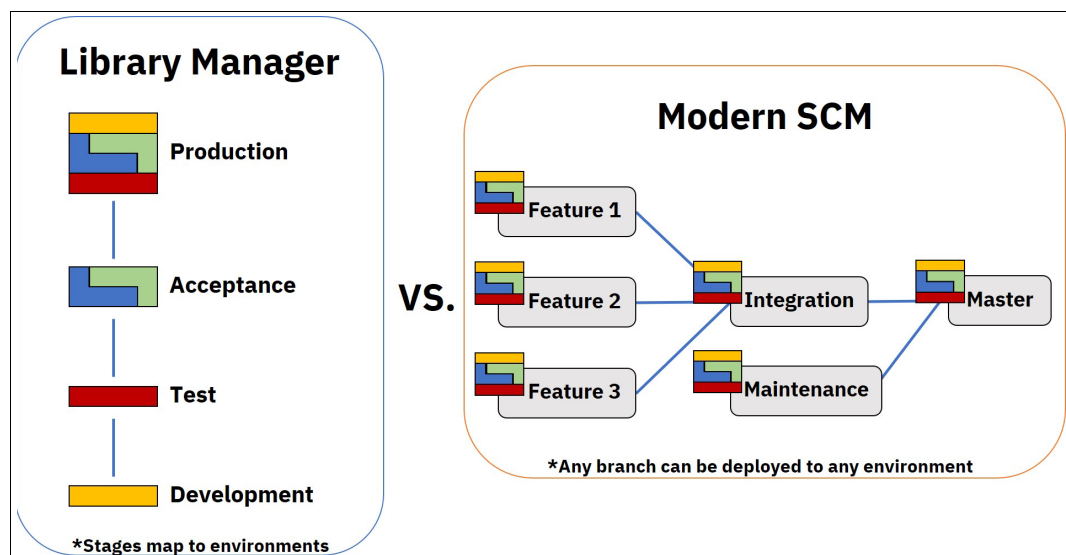 Library Manager
Production
Acceptance
Test
Development
*Stages map to environments
VS.
Modern SCM
Feature 1
Feature 2
Feature 3
Integration
Maintenance
Master
*Any branch can be deployed to any environment